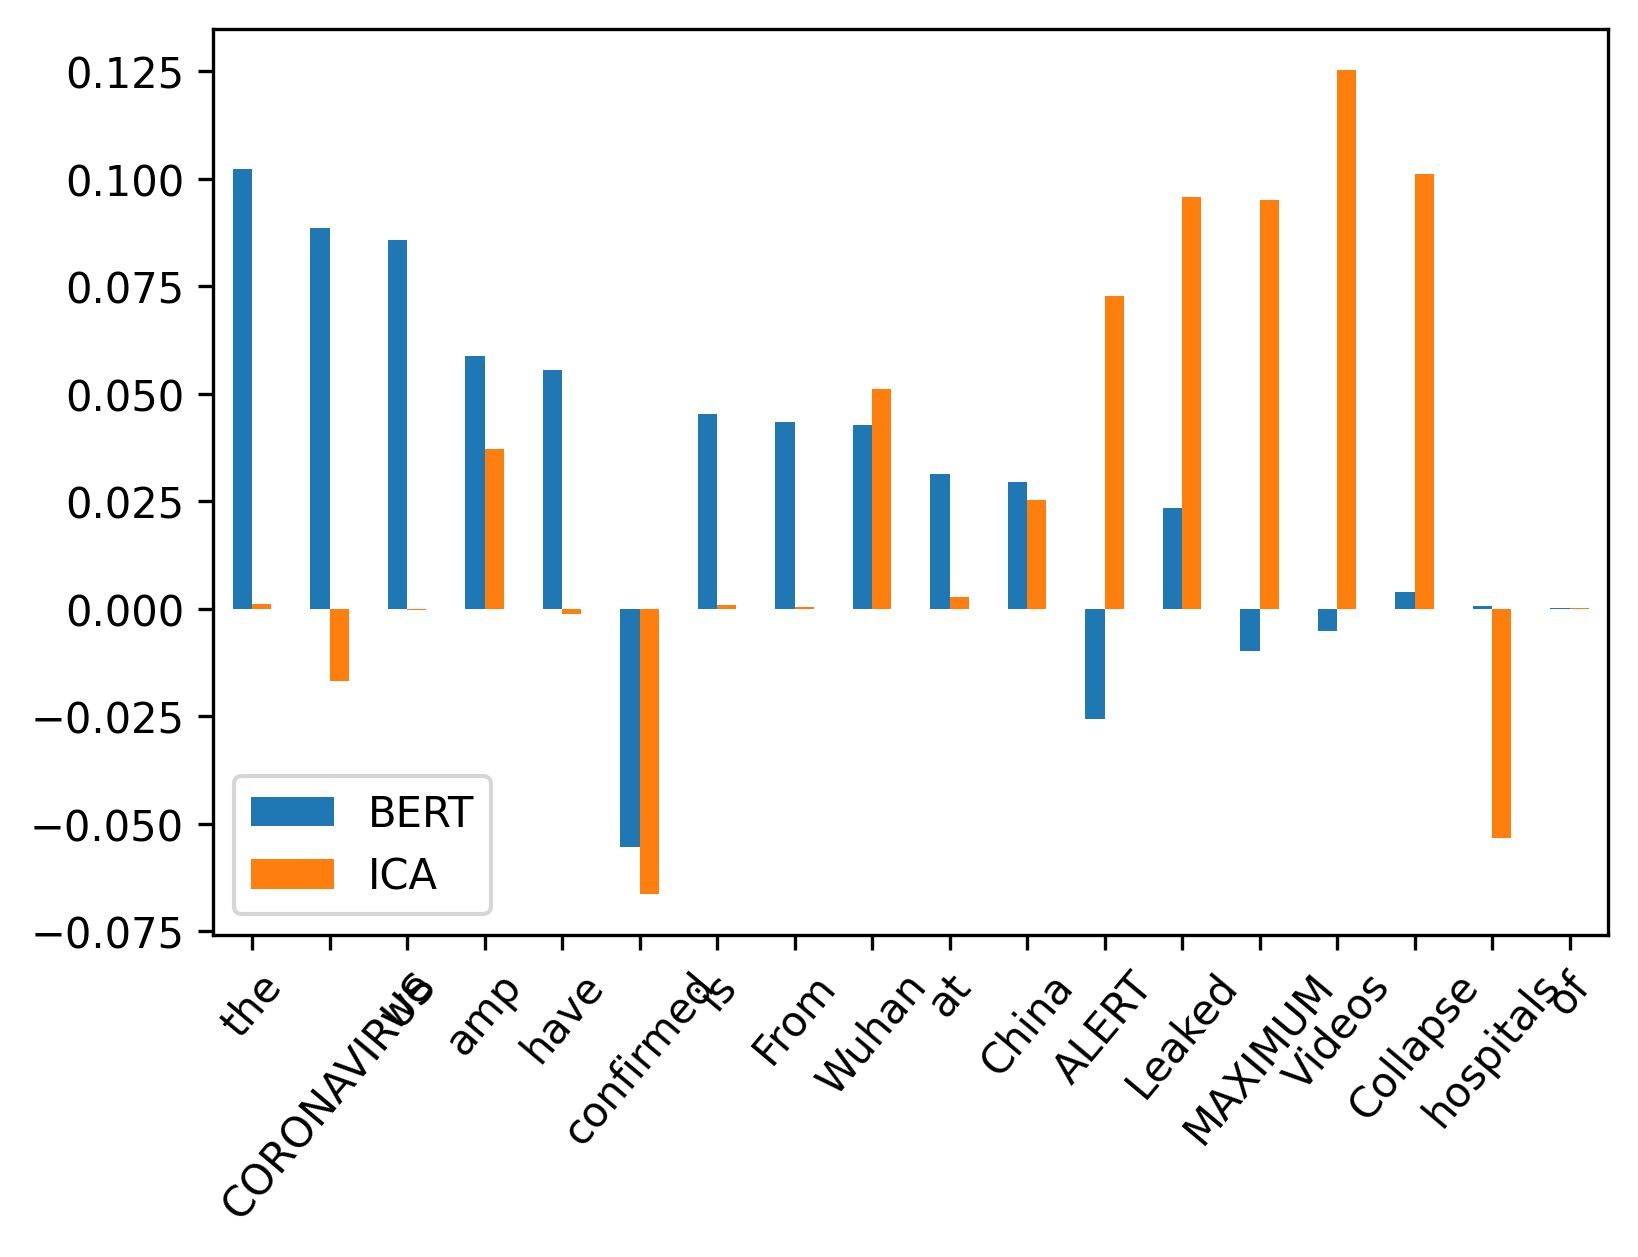 0.125
0.100
0.075
0.050
0.025
0.000
−0.025
−0.050
−0.075
BERT
ICA
the
CORONAVIRUS
we
amp
have
confirmed
is
From
Wuhan
at
China
ALERT
Leaked
MAXIMUM
Videos
Collapse
hospitals
of